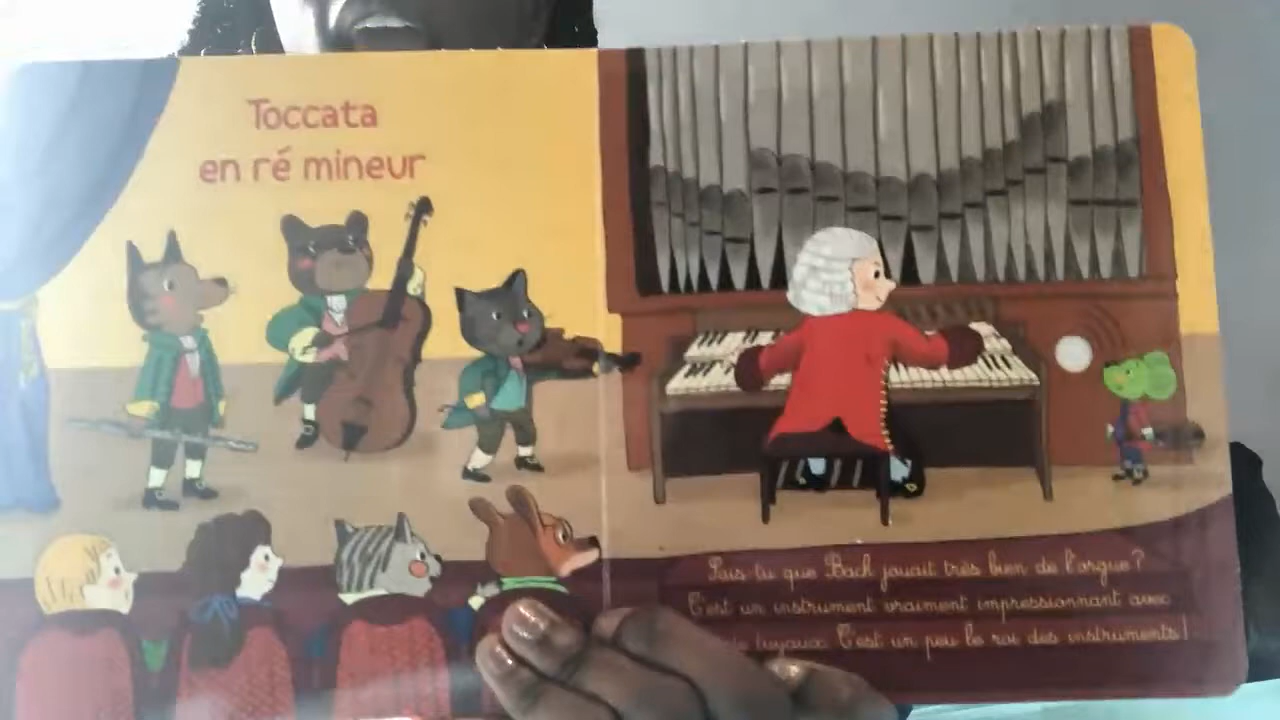 Toccata
en ré mineur
Sais-tu que Bach jouait très bien de l'orgue?
C'est un instrument vraiment impressionnant avec
de tuyaux. C'est un peu le roi des instruments!